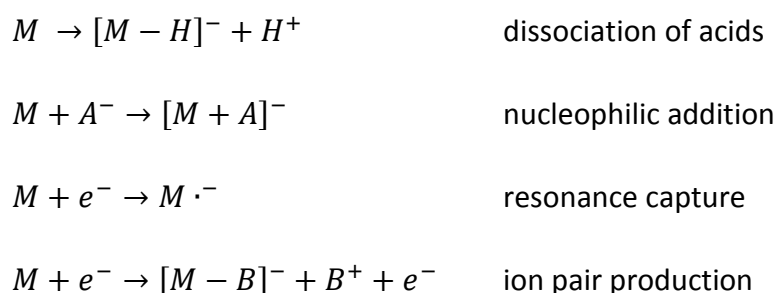 M → [M − H]⁻ + H⁺ dissociation of acids
M + A⁻ → [M + A]⁻ nucleophilic addition
M + e⁻ → M ·⁻ resonance capture
M + e⁻ → [M − B]⁻ + B⁺ + e⁻ ion pair production